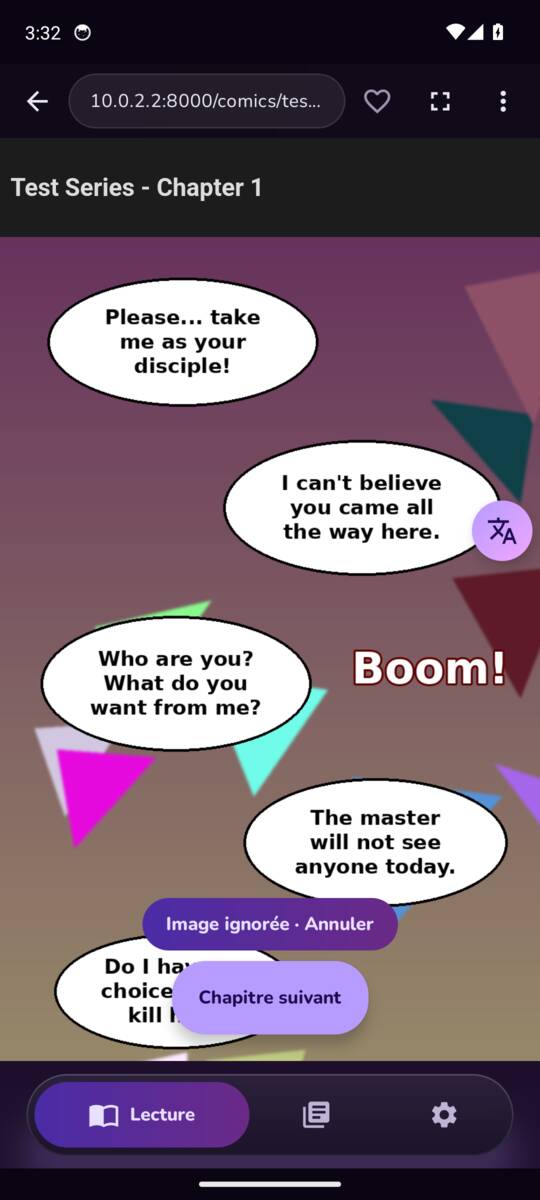 3:32
10.0.2.2:8000/comics/tes...
Test Series - Chapter 1
Please... take
me as your
disciple!
I can't believe
you came all
the way here.
Who are you?
What do you
want from me?
Boom!
The master
will not see
anyone today.
Image ignorée · Annuler
Do I
choice
kill
Chapitre suivant
Lecture